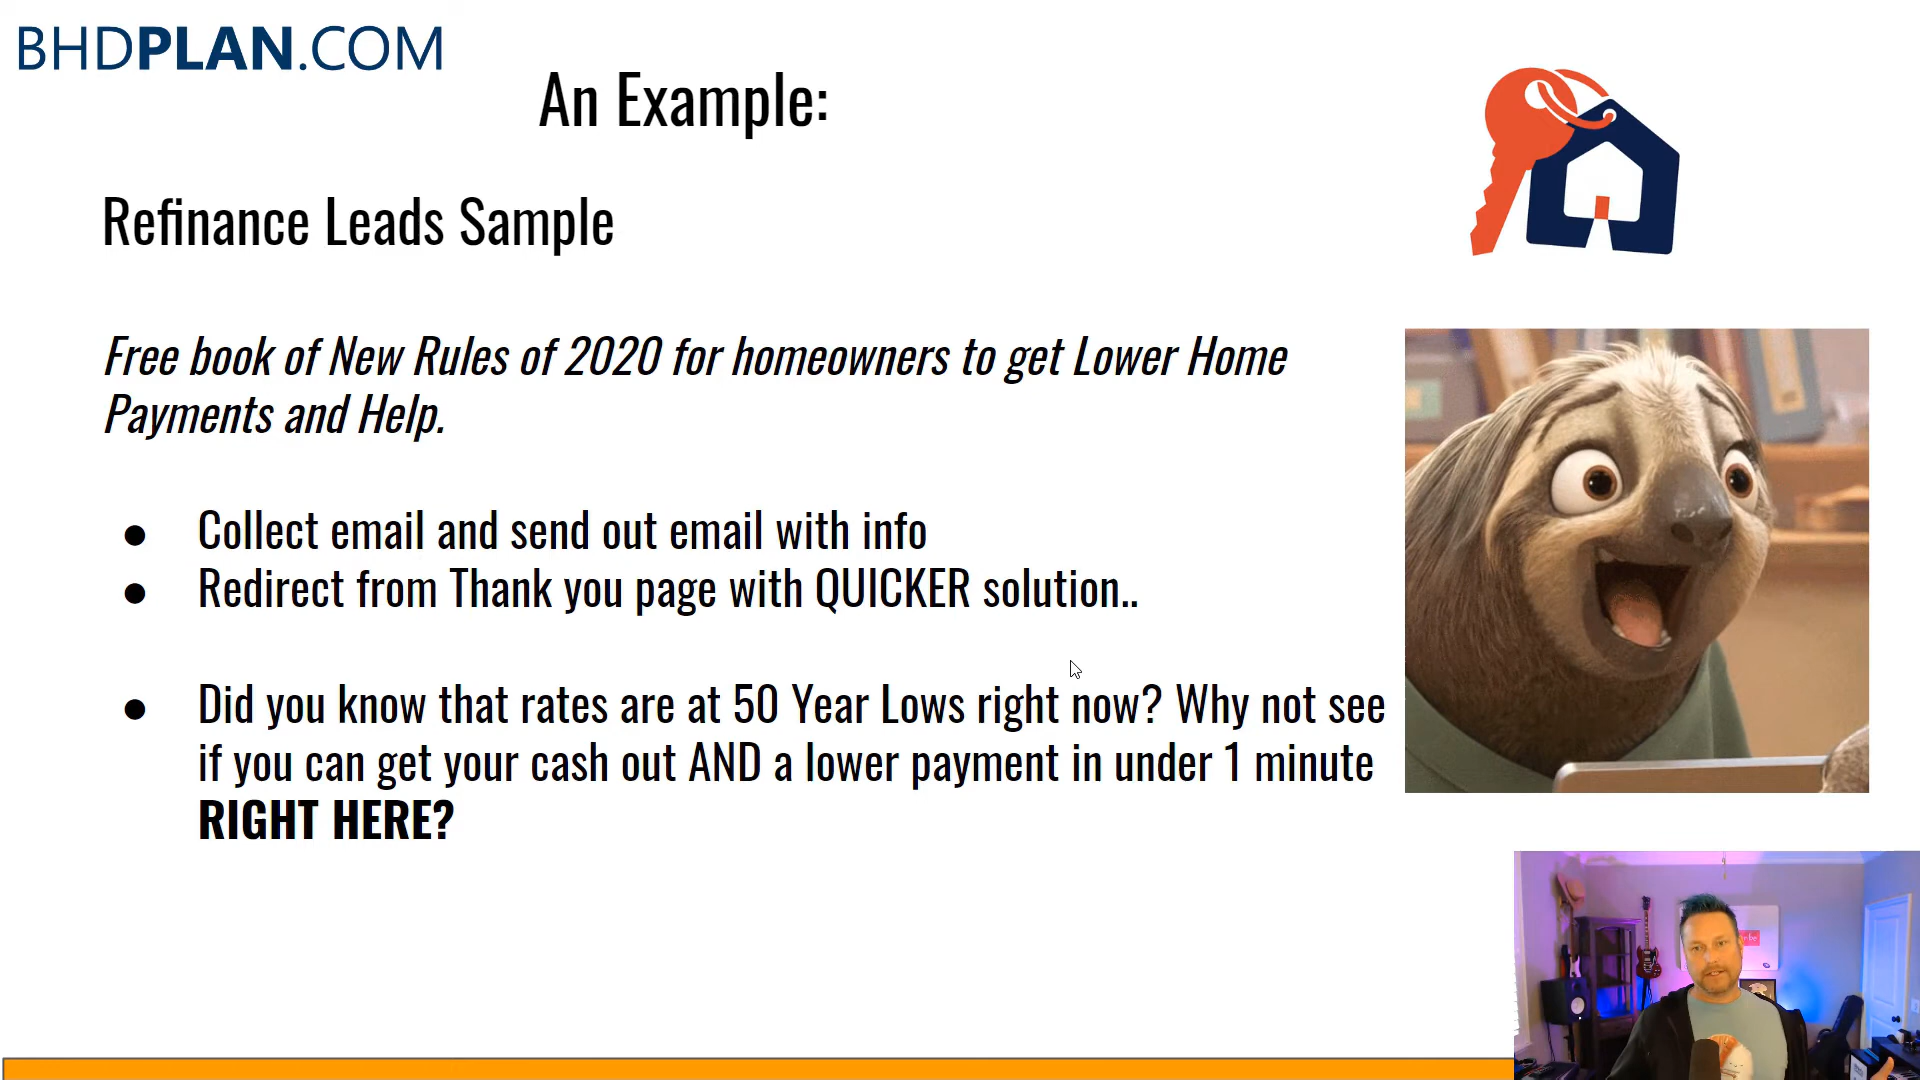 BHDPLAN.COM
An Example:
Refinance Leads Sample
Free book of New Rules of 2020 for homeowners to get Lower Home
Payments and Help.
● Collect email and send out email with info
● Redirect from Thank you page with QUICKER solution..
● Did you know that rates are at 50 Year Lows right now? Why not see
if you can get your cash out AND a lower payment in under 1 minute
RIGHT HERE?